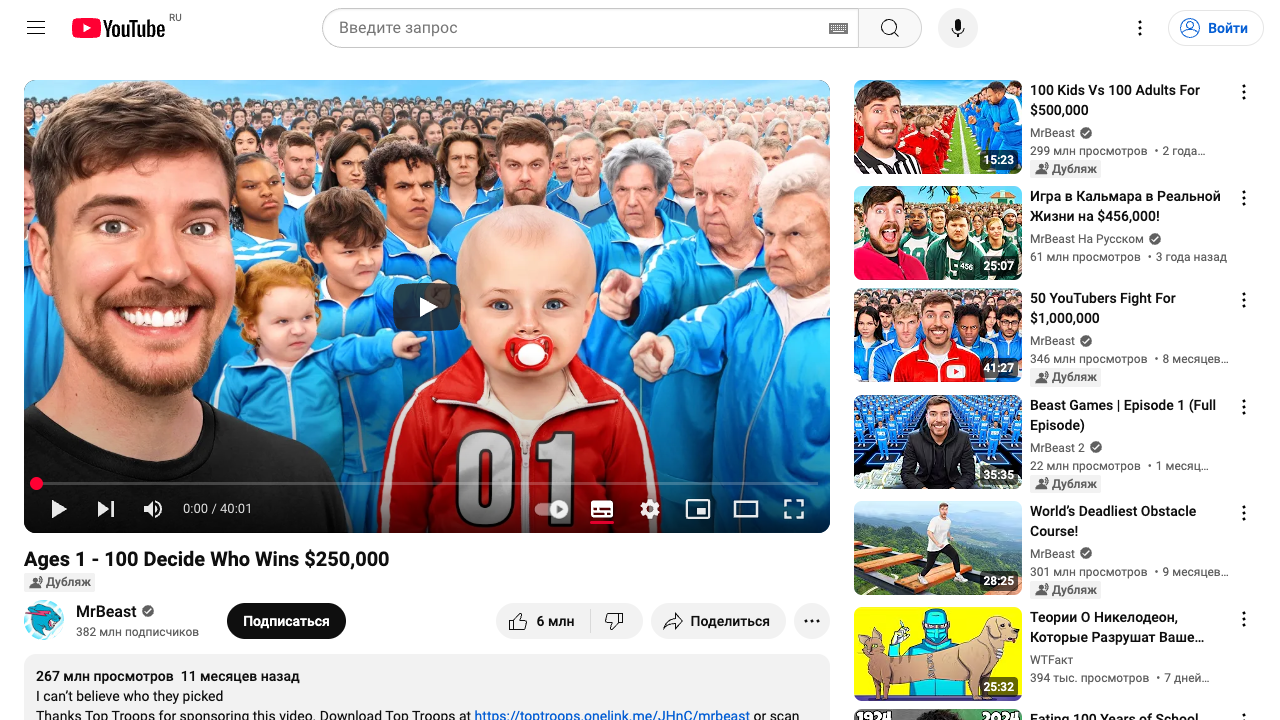 YouTube RU
Введите запрос
Войти
01
0:00 / 40:01
Ages 1 - 100 Decide Who Wins $250,000
Дубляж
MrBeast
382 млн подписчиков
Подписаться
6 млн
Поделиться
267 млн просмотров 11 месяцев назад
I can't believe who they picked
Thanks Top Troops for sponsoring this video. Download Top Troops at https://toptroops.onelink.me/JHnC/mrbeast or scan
15:23
100 Kids Vs 100 Adults For
$500,000
MrBeast
299 млн просмотров • 2 года…
Дубляж
456
25:07
Игра в Кальмара в Реальной
Жизни на $456,000!
MrBeast На Русском
61 млн просмотров • 3 года назад
41:27
50 YouTubers Fight For
$1,000,000
MrBeast
346 млн просмотров • 8 месяцев…
Дубляж
35:35
Beast Games | Episode 1 (Full
Episode)
MrBeast 2
22 млн просмотров • 1 месяц…
Дубляж
28:25
World's Deadliest Obstacle
Course!
MrBeast
301 млн просмотров • 9 месяцев…
Дубляж
25:32
Теории О Никелодеон,
Которые Разрушат Ваше…
WTFакт
394 тыс. просмотров • 7 дней…
1924 2024
Eating 100 Years of School